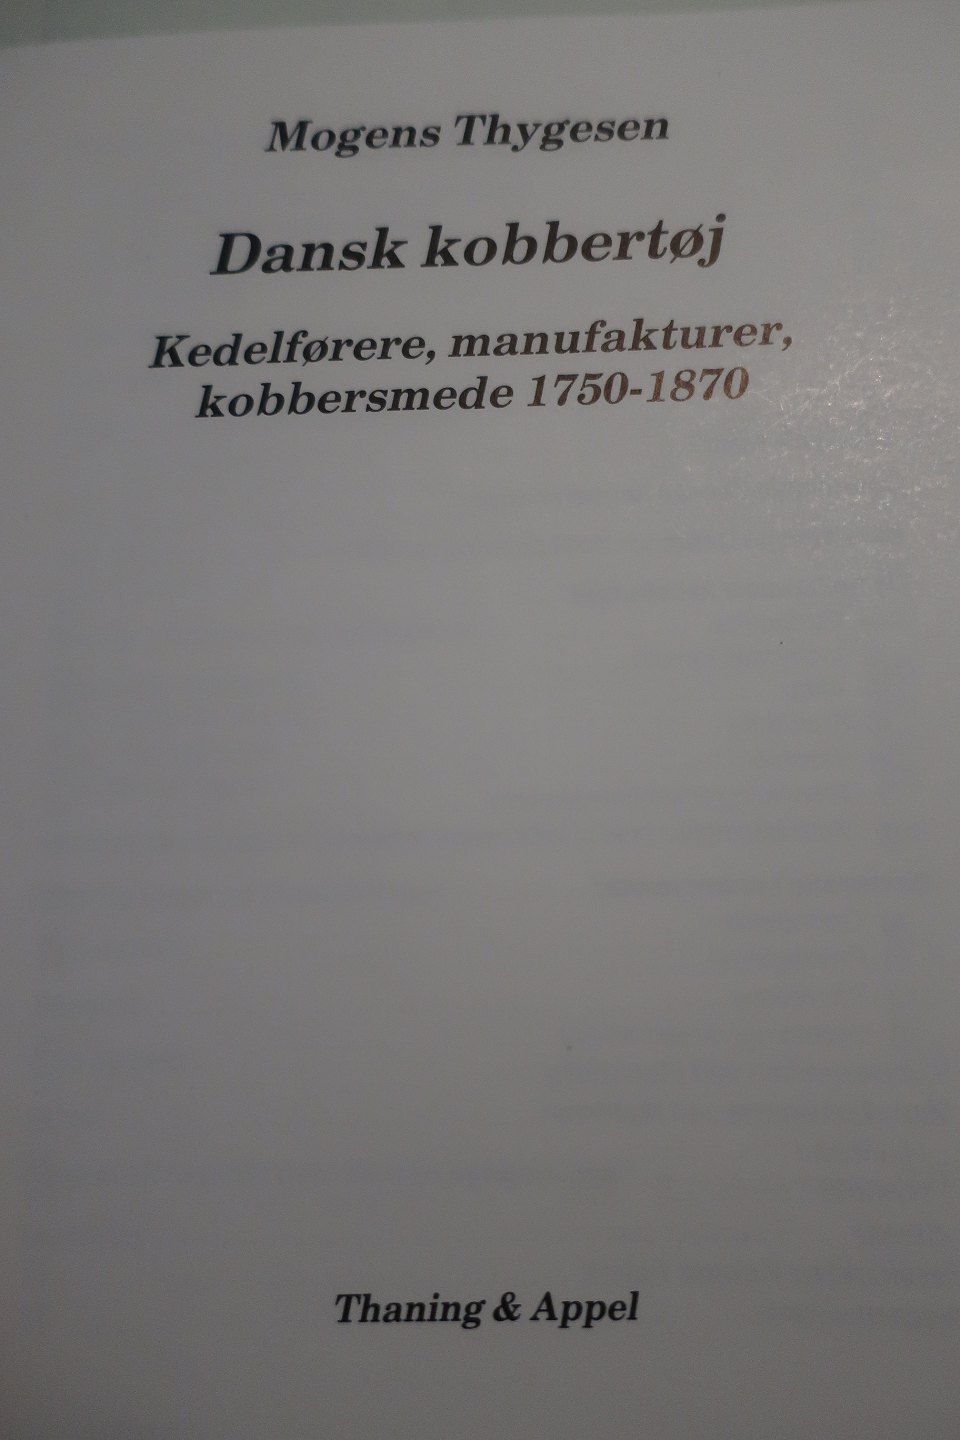 Mogens Thygesen
Dansk kobbertøj
Kedelførere, manufakturer,
kobbersmede 1750-1870
Thaning & Appel